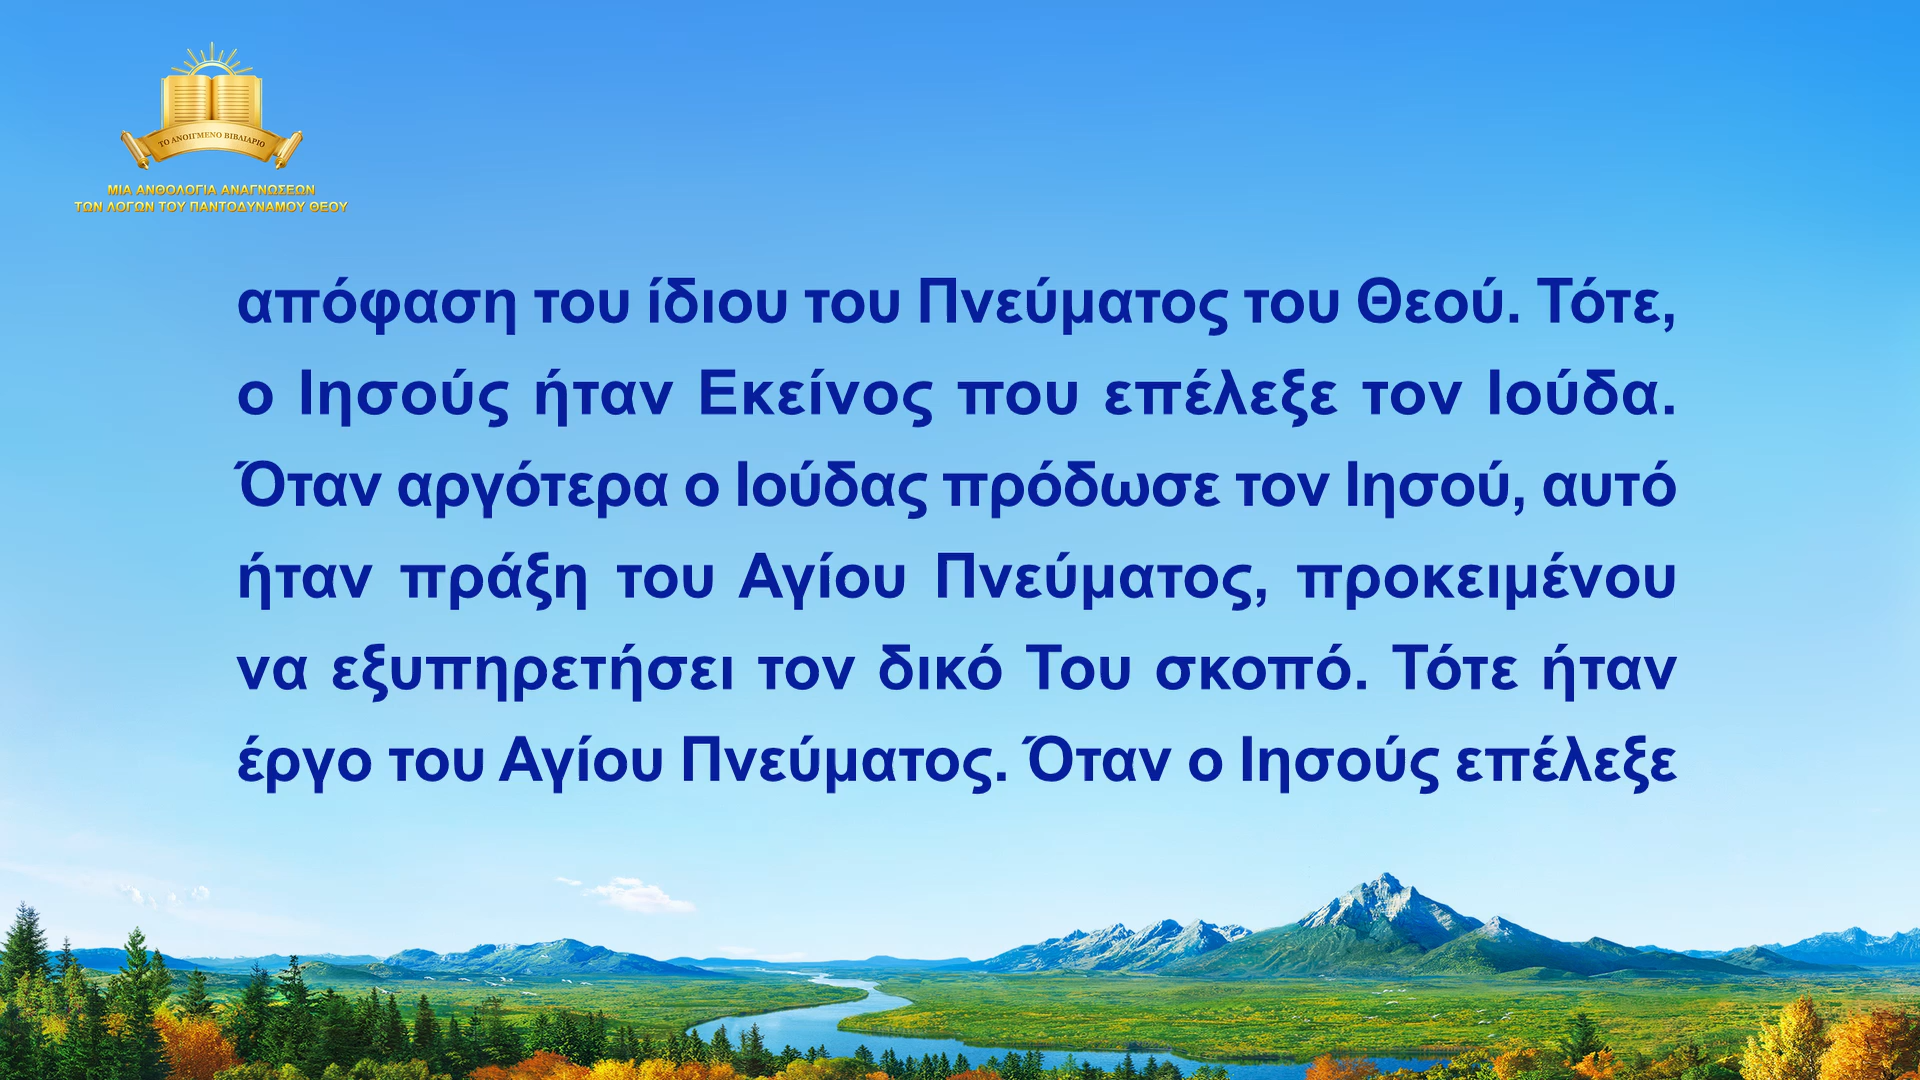 ΤΟ ΑΝΟΙΓΜΕΝΟ ΒΙΒΛΙΑΡΙΟ
ΜΙΑ ΑΝΘΟΛΟΓΙΑ ΑΝΑΓΝΩΣΕΩΝ
ΤΩΝ ΛΟΓΩΝ ΤΟΥ ΠΑΝΤΟΔΥΝΑΜΟΥ ΘΕΟΥ
απόφαση του ίδιου του Πνεύματος του Θεού. Τότε,
ο Ιησούς ήταν Εκείνος που επέλεξε τον Ιούδα.
Όταν αργότερα ο Ιούδας πρόδωσε τον Ιησού, αυτό
ήταν πράξη του Αγίου Πνεύματος, προκειμένου
να εξυπηρετήσει τον δικό Του σκοπό. Τότε ήταν
έργο του Αγίου Πνεύματος. Όταν ο Ιησούς επέλεξε